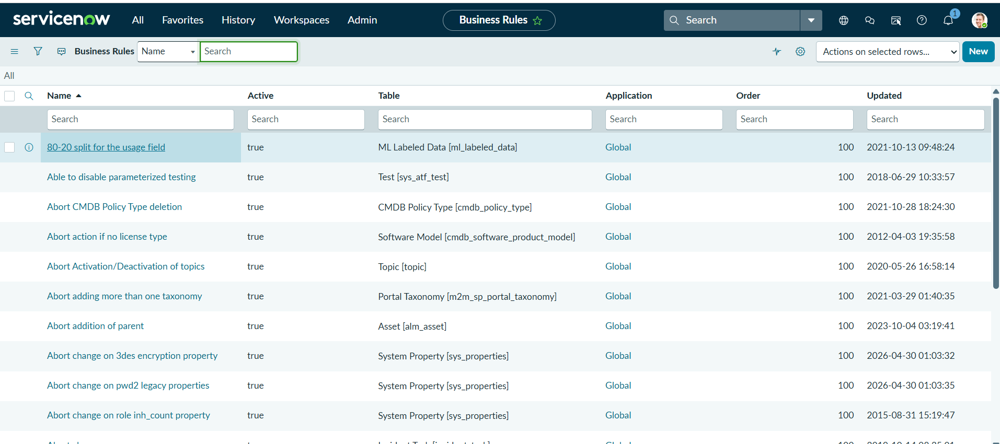 servicenow All Favorites History Workspaces Admin Business Rules Search 1
Business Rules Name Search Actions on selected rows... New
All
Name Active Table Application Order Updated
Search Search Search Search Search Search
80-20 split for the usage field true ML Labeled Data [ml_labeled_data] Global 100 2021-10-13 09:48:24
Able to disable parameterized testing true Test [sys_atf_test] Global 100 2018-06-29 10:33:57
Abort CMDB Policy Type deletion true CMDB Policy Type [cmdb_policy_type] Global 100 2021-10-28 18:24:30
Abort action if no license type true Software Model [cmdb_software_product_model] Global 100 2012-04-03 19:35:58
Abort Activation/Deactivation of topics true Topic [topic] Global 100 2020-05-26 16:58:14
Abort adding more than one taxonomy true Portal Taxonomy [m2m_sp_portal_taxonomy] Global 100 2021-03-29 01:40:35
Abort addition of parent true Asset [alm_asset] Global 100 2023-10-04 03:19:41
Abort change on 3des encryption property true System Property [sys_properties] Global 100 2026-04-30 01:03:32
Abort change on pwd2 legacy properties true System Property [sys_properties] Global 100 2026-04-30 01:03:35
Abort change on role inh_count property true System Property [sys_properties] Global 100 2015-08-31 15:19:47